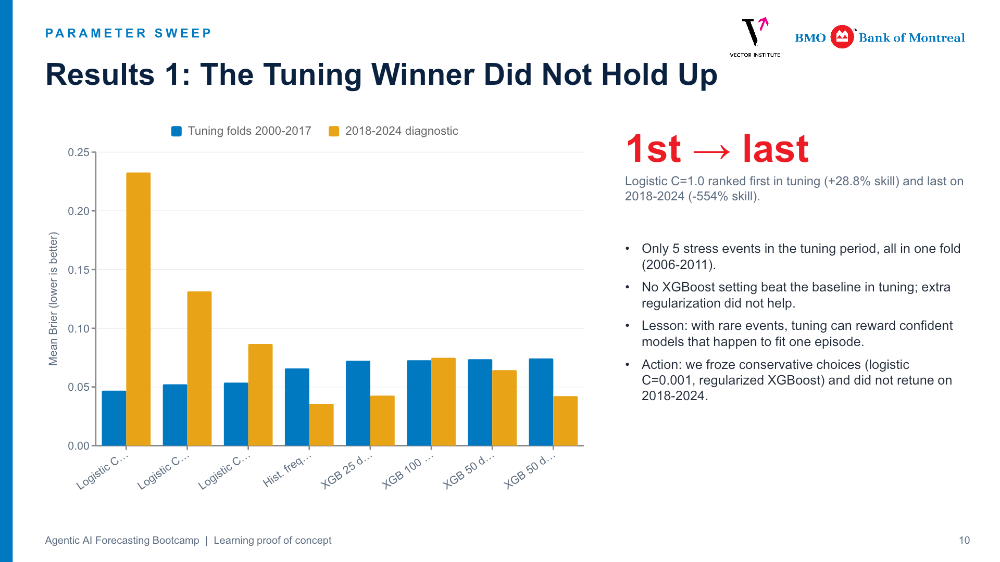 PARAMETER SWEEP
VECTOR INSTITUTE
BMO ® Bank of Montreal
Results 1: The Tuning Winner Did Not Hold Up
Tuning folds 2000-2017
2018-2024 diagnostic
0.25
0.20
0.15
0.10
0.05
0.00
Mean Brier (lower is better)
Logistic C…
Logistic C…
Logistic C…
Hist. freq…
XGB 25 d…
XGB 100 …
XGB 50 d…
XGB 50 d…
1st → last
Logistic C=1.0 ranked first in tuning (+28.8% skill) and last on
2018-2024 (-554% skill).
• Only 5 stress events in the tuning period, all in one fold
(2006-2011).
• No XGBoost setting beat the baseline in tuning; extra
regularization did not help.
• Lesson: with rare events, tuning can reward confident
models that happen to fit one episode.
• Action: we froze conservative choices (logistic
C=0.001, regularized XGBoost) and did not retune on
2018-2024.
Agentic AI Forecasting Bootcamp | Learning proof of concept
10